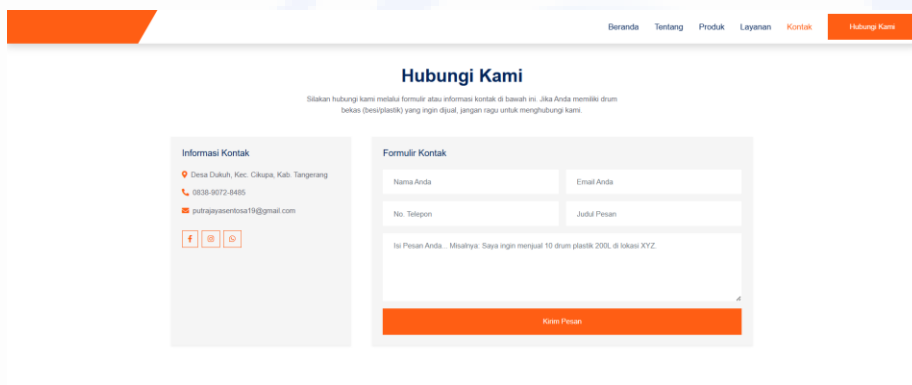 Beranda Tentang Produk Layanan Kontak Hubungi Kami
Hubungi Kami
Silakan hubungi kami melalui formulir atau informasi kontak di bawah ini. Jika Anda memiliki drum
bekas (besi/plastik) yang ingin dijual, jangan ragu untuk menghubungi kami.
Informasi Kontak
Desa Dukuh, Kec. Cikupa, Kab. Tangerang
0838-9072-8485
putrajayasentosa19@gmail.com
Formulir Kontak
Nama Anda
Email Anda
No. Telepon
Judul Pesan
Isi Pesan Anda... Misalnya: Saya ingin menjual 10 drum plastik 200L di lokasi XYZ.
Kirim Pesan